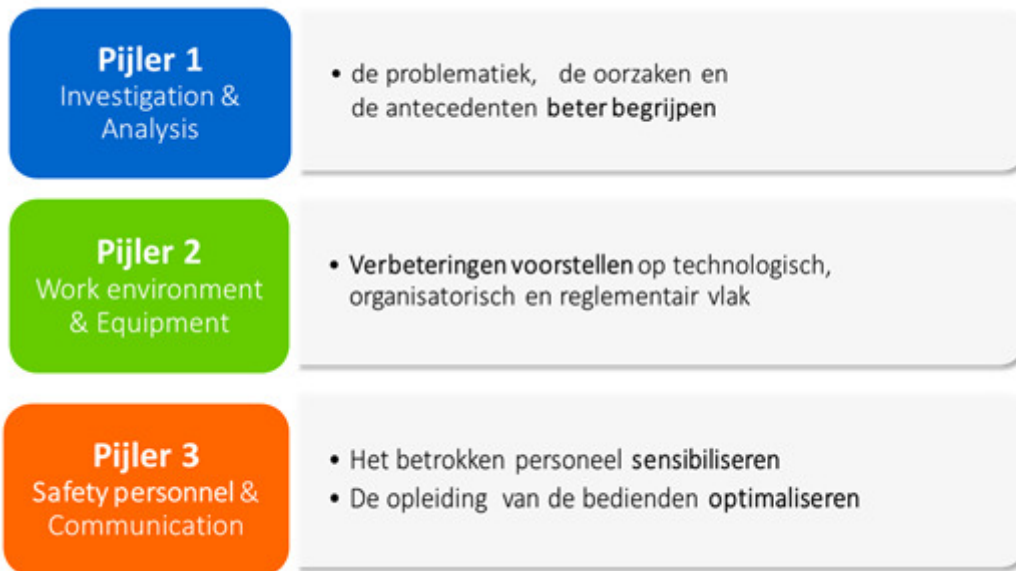 Pijler 1
Investigation &
Analysis
• de problematiek, de oorzaken en
de antecedenten beter begrijpen
Pijler 2
Work environment
& Equipment
• Verbeteringen voorstellen op technologisch,
organisatorisch en reglementair vlak
Pijler 3
Safety personnel &
Communication
• Het betrokken personeel sensibiliseren
• De opleiding van de bedienden optimaliseren